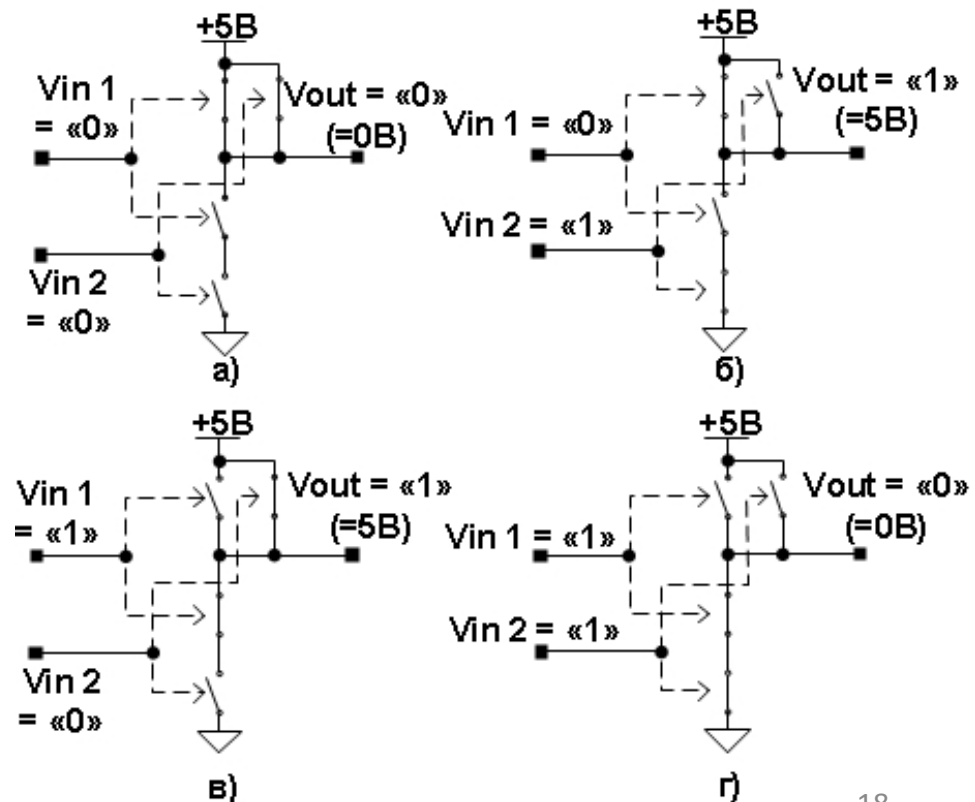 +5В
Vin 1
= «0»
Vout = «0»
(=0В)
Vin 2
= «0»
а)
+5В
Vin 1 = «0»
Vout = «1»
(=5В)
Vin 2 = «1»
б)
+5В
Vin 1
= «1»
Vout = «1»
(=5В)
Vin 2
= «0»
в)
+5В
Vin 1 = «1»
Vout = «0»
(=0В)
Vin 2 = «1»
г)
18